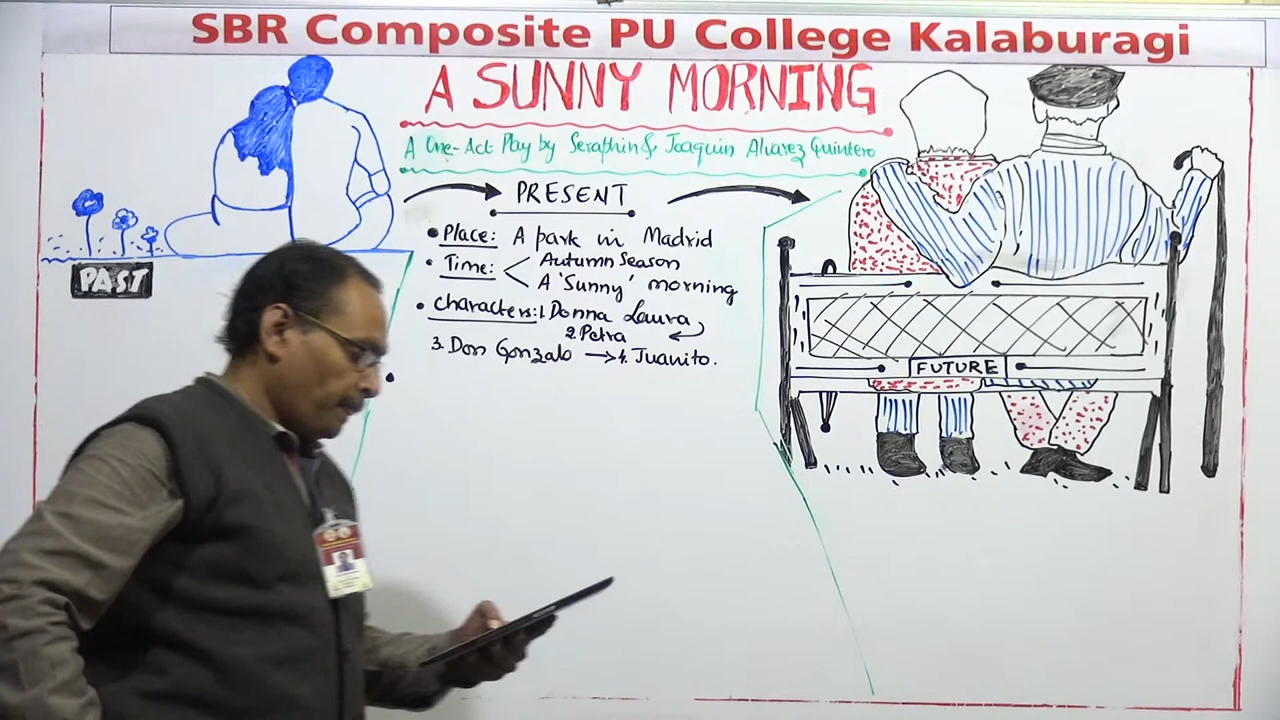 SBR Composite PU College Kalaburagi
A SUNNY MORNING
A One-Act Play by Seraphin & Joaquin Alvarez Quintero
PRESENT
• Place: A park in Madrid
• Time: Autumn Season
A 'Sunny' morning
• Characters: 1. Donna Laura
2. Petra
3. Don Gonzalo → 4. Juanito.
PAST
FUTURE